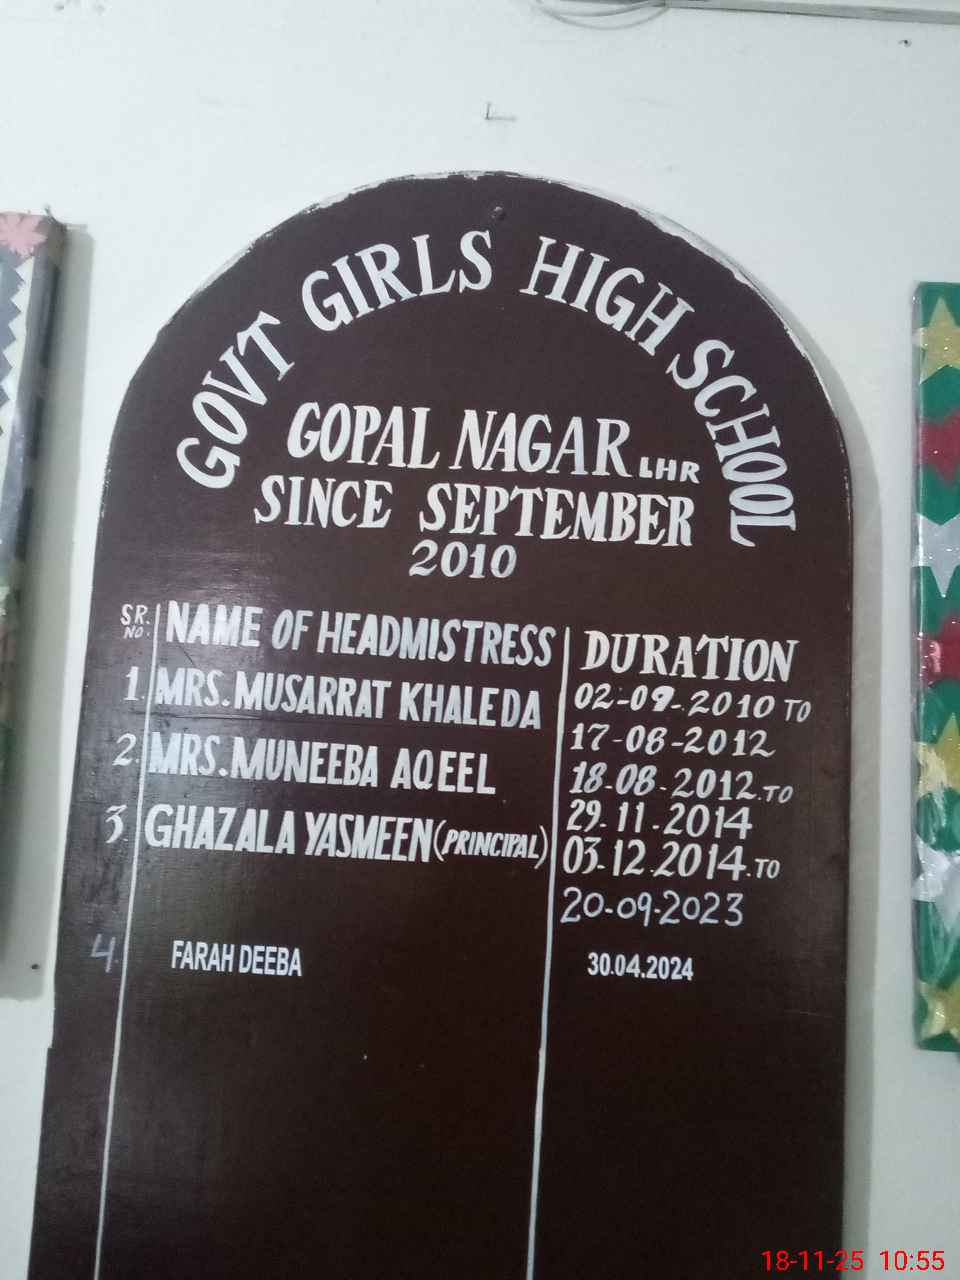 GOVT GIRLS HIGH SCHOOL
GOPAL NAGAR LHR
SINCE SEPTEMBER
2010
SR. NO. NAME OF HEADMISTRESS DURATION
1. MRS. MUSARRAT KHALEDA 02-09-2010 TO
17-08-2012
2. MRS. MUNEEBA AQEEL 18-08-2012 TO
29.11.2014
3. GHAZALA YASMEEN (PRINCIPAL) 03.12.2014 TO
20-09-2023
4. FARAH DEEBA 30.04.2024
18-11-25 10:55